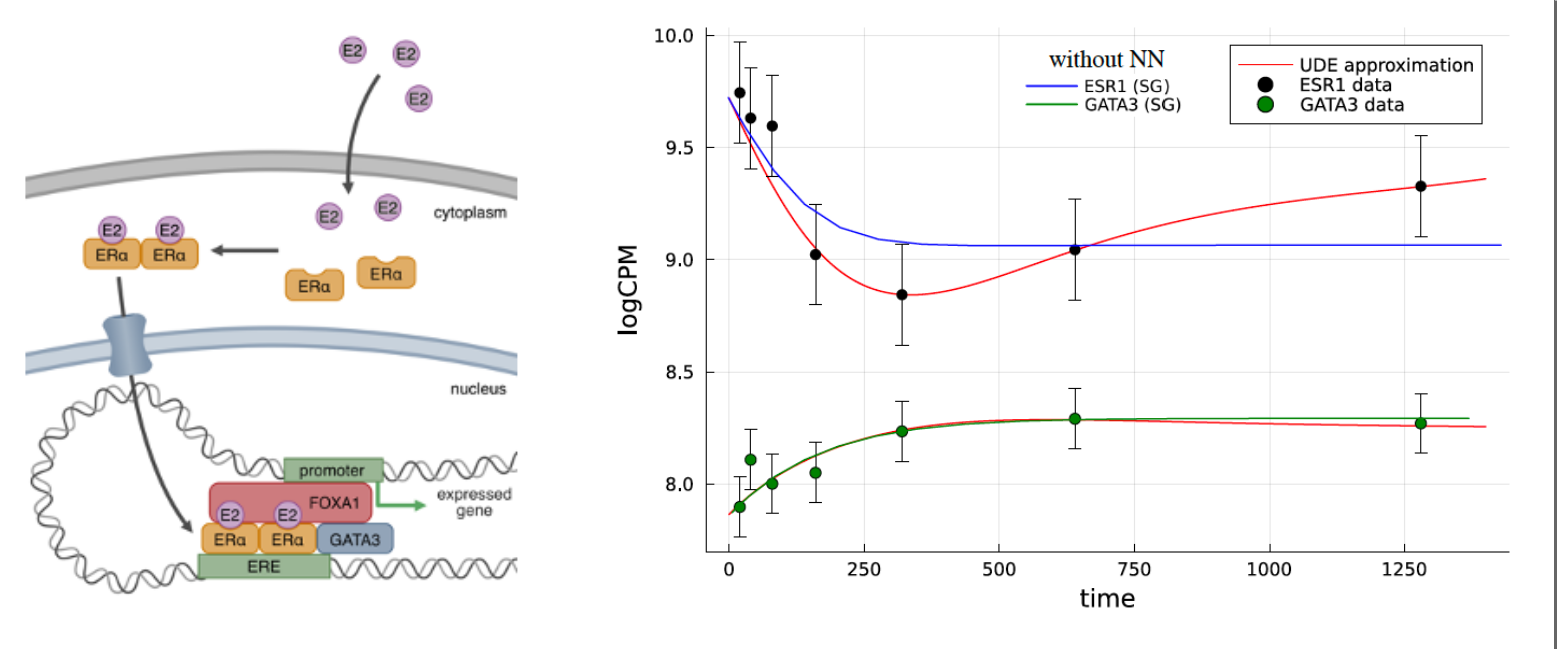 E2
E2
E2
E2
E2
cytoplasm
E2
E2
ERα
ERα
ERα
ERα
nucleus
promoter
expressed
gene
FOXA1
E2
E2
ERα
ERα
GATA3
ERE
10.0
9.5
9.0
8.5
8.0
logCPM
without NN
ESR1 (SG)
GATA3 (SG)
UDE approximation
ESR1 data
GATA3 data
0
250
500
750
1000
1250
time